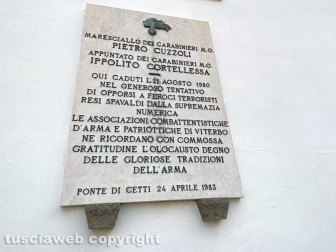 MARESCIALLO DEI CARABINIERI M.O.
PIETRO CUZZOLI
APPUNTATO DEI CARABINIERI M.O.
IPPOLITO CORTELLESSA
QUI CADUTI L'11 AGOSTO 1980
NEL GENEROSO TENTATIVO
DI OPPORSI A FEROCI TERRORISTI
RESI SPAVALDI DALLA SUPREMAZIA
NUMERICA
LE ASSOCIAZIONI COMBATTENTISTICHE
D'ARMA E PATRIOTTICHE DI VITERBO
NE RICORDANO CON COMMOSSA
GRATITUDINE L'OLOCAUSTO DEGNO
DELLE GLORIOSE TRADIZIONI
DELL'ARMA
PONTE DI CETTI 24 APRILE 1983
tusciaweb copyright